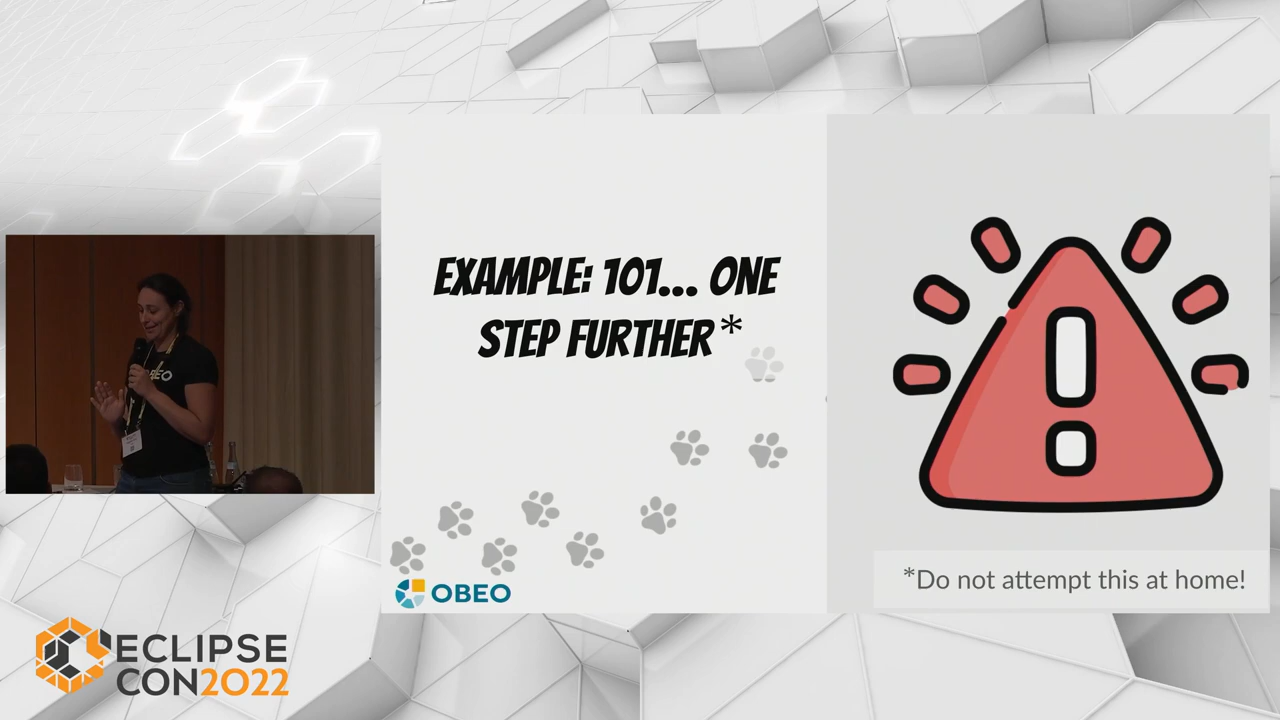 EXAMPLE: 101... ONE
STEP FURTHER*
OBEO
*Do not attempt this at home!
ECLIPSE
CON2022